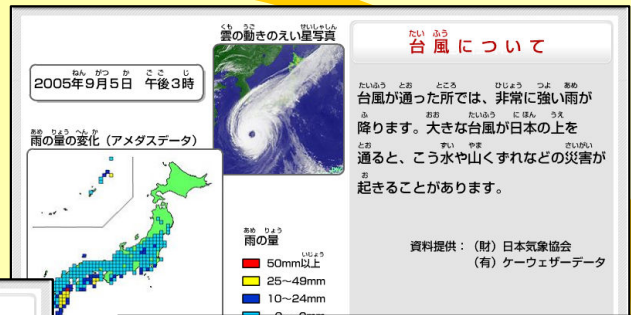 雲の動きのえい星写真
2005年9月5日 午後3時
雨の量の変化（アメダスデータ）
雨の量
50mm以上
25～49mm
10～24mm
台風について
台風が通った所では、非常に強い雨が
降ります。大きな台風が日本の上を
通ると、こう水や山くずれなどの災害が
起きることがあります。
資料提供：（財）日本気象協会
（有）ケーウェザーデータ